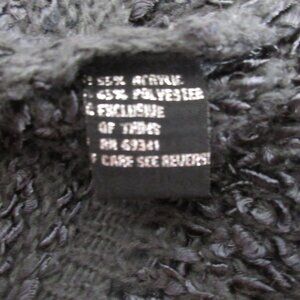 55% ACRYLIC
45% POLYESTER
EXCLUSIVE
OF TRIMS
RN 69341
CARE SEE REVERSE